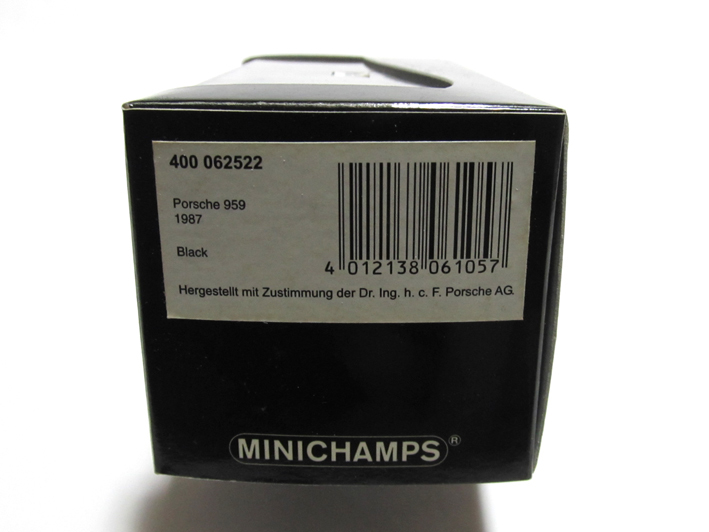 400 062522
Porsche 959
1987
Black
4 012138 061057
Hergestellt mit Zustimmung der Dr. Ing. h. c. F. Porsche AG.
MINICHAMPS®